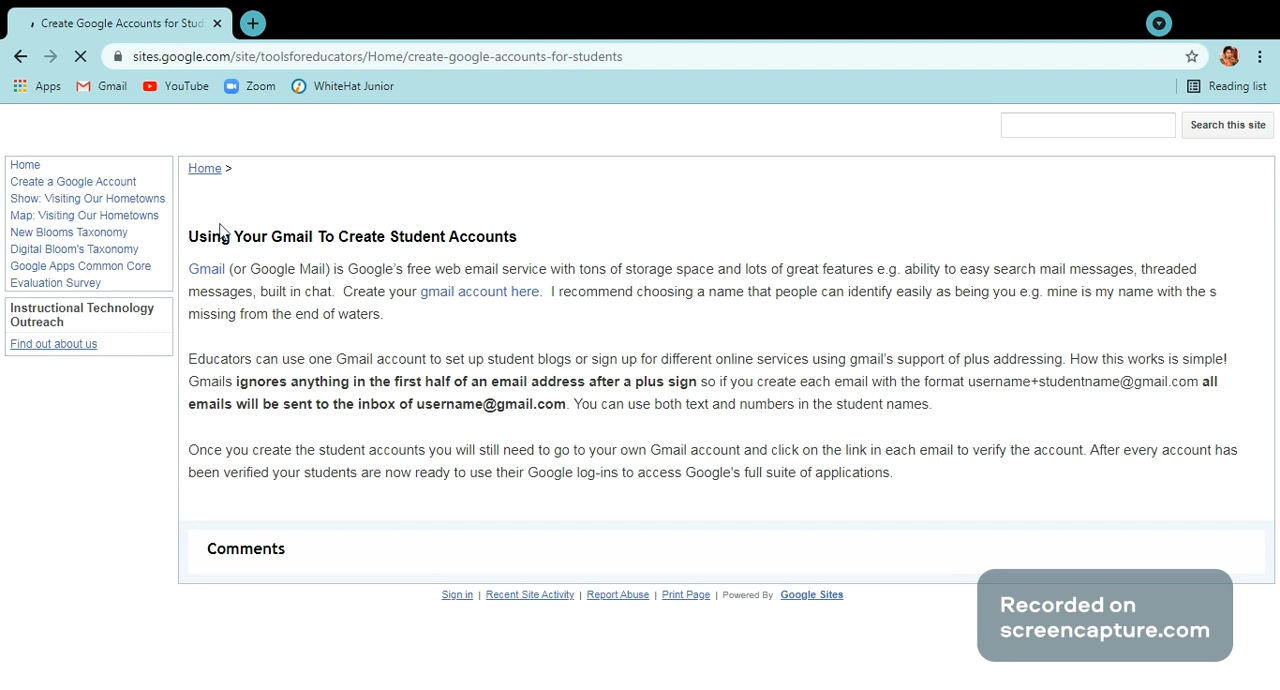 Create Google Accounts for Stud
sites.google.com/site/toolsforeducators/Home/create-google-accounts-for-students
Apps Gmail YouTube Zoom WhiteHat Junior Reading list
Search this site
Home
Create a Google Account
Show: Visiting Our Hometowns
Map: Visiting Our Hometowns
New Blooms Taxonomy
Digital Bloom's Taxonomy
Google Apps Common Core
Evaluation Survey
Instructional Technology
Outreach
Find out about us
Home >
Using Your Gmail To Create Student Accounts
Gmail (or Google Mail) is Google's free web email service with tons of storage space and lots of great features e.g. ability to easy search mail messages, threaded
messages, built in chat. Create your gmail account here. I recommend choosing a name that people can identify easily as being you e.g. mine is my name with the s
missing from the end of waters.
Educators can use one Gmail account to set up student blogs or sign up for different online services using gmail's support of plus addressing. How this works is simple!
Gmails ignores anything in the first half of an email address after a plus sign so if you create each email with the format username+studentname@gmail.com all
emails will be sent to the inbox of username@gmail.com. You can use both text and numbers in the student names.
Once you create the student accounts you will still need to go to your own Gmail account and click on the link in each email to verify the account. After every account has
been verified your students are now ready to use their Google log-ins to access Google's full suite of applications.
Comments
Sign in | Recent Site Activity | Report Abuse | Print Page | Powered By Google Sites
Recorded on
screencapture.com